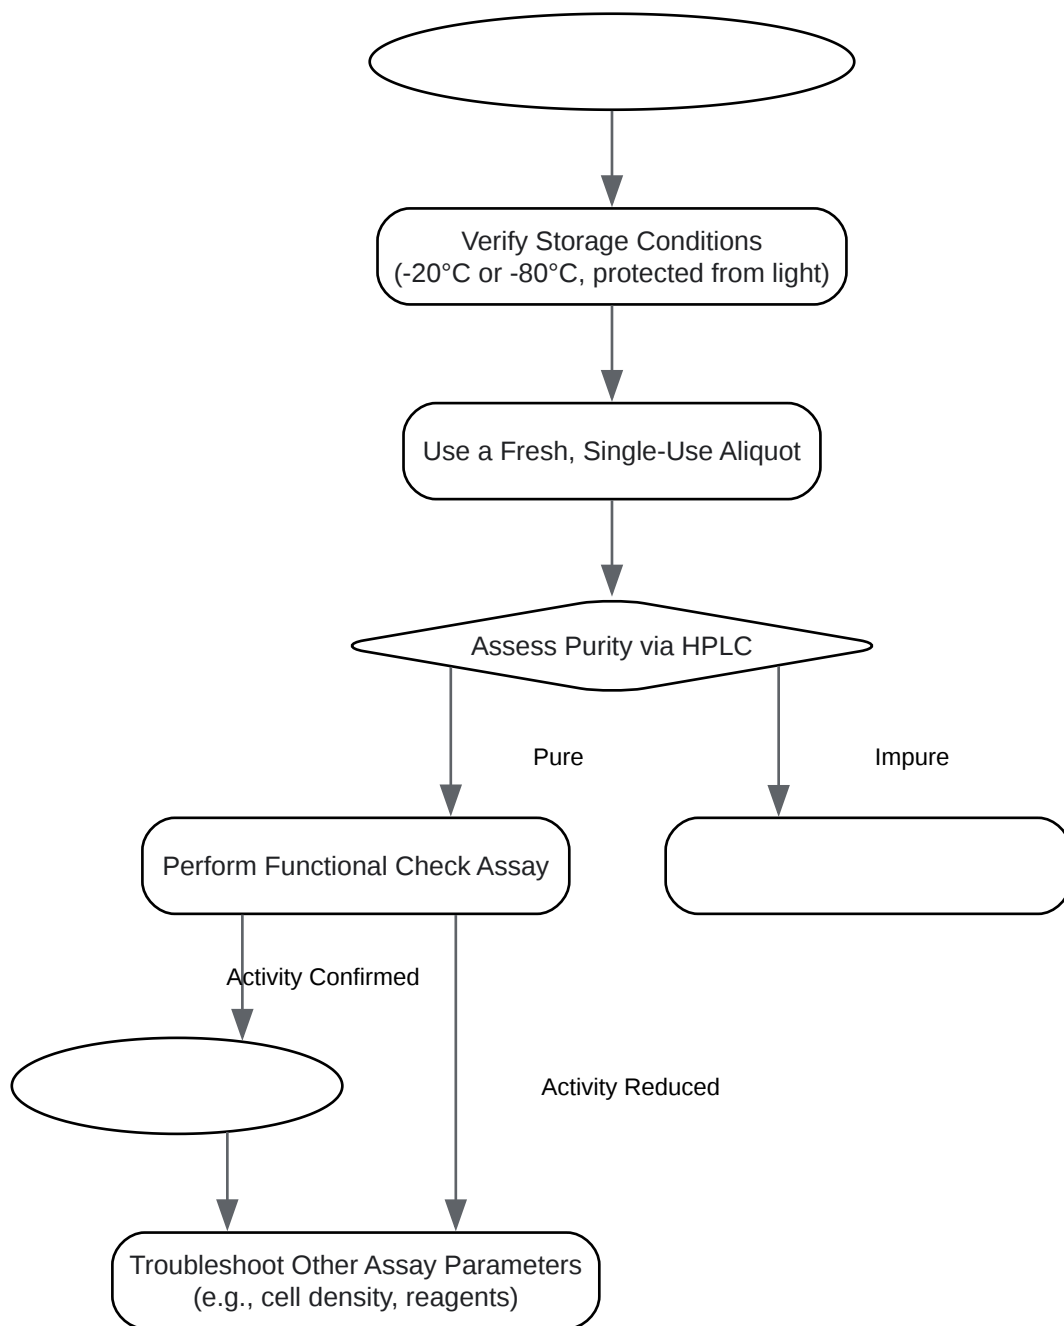 Verify Storage Conditions
(-20°C or -80°C, protected from light)
Use a Fresh, Single-Use Aliquot
Assess Purity via HPLC
Pure
Impure
Perform Functional Check Assay
Activity Confirmed
Activity Reduced
Troubleshoot Other Assay Parameters
(e.g., cell density, reagents)